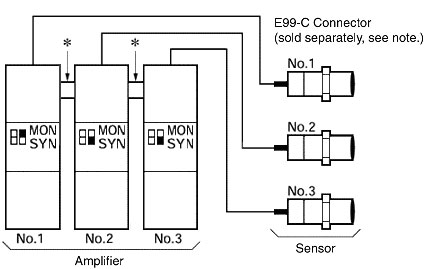 E99-C Connector
(sold separately, see note.)
* *
No.1
MON MON MON
SYN SYN SYN
No.2
No.3
No.1 No.2 No.3
Amplifier
Sensor